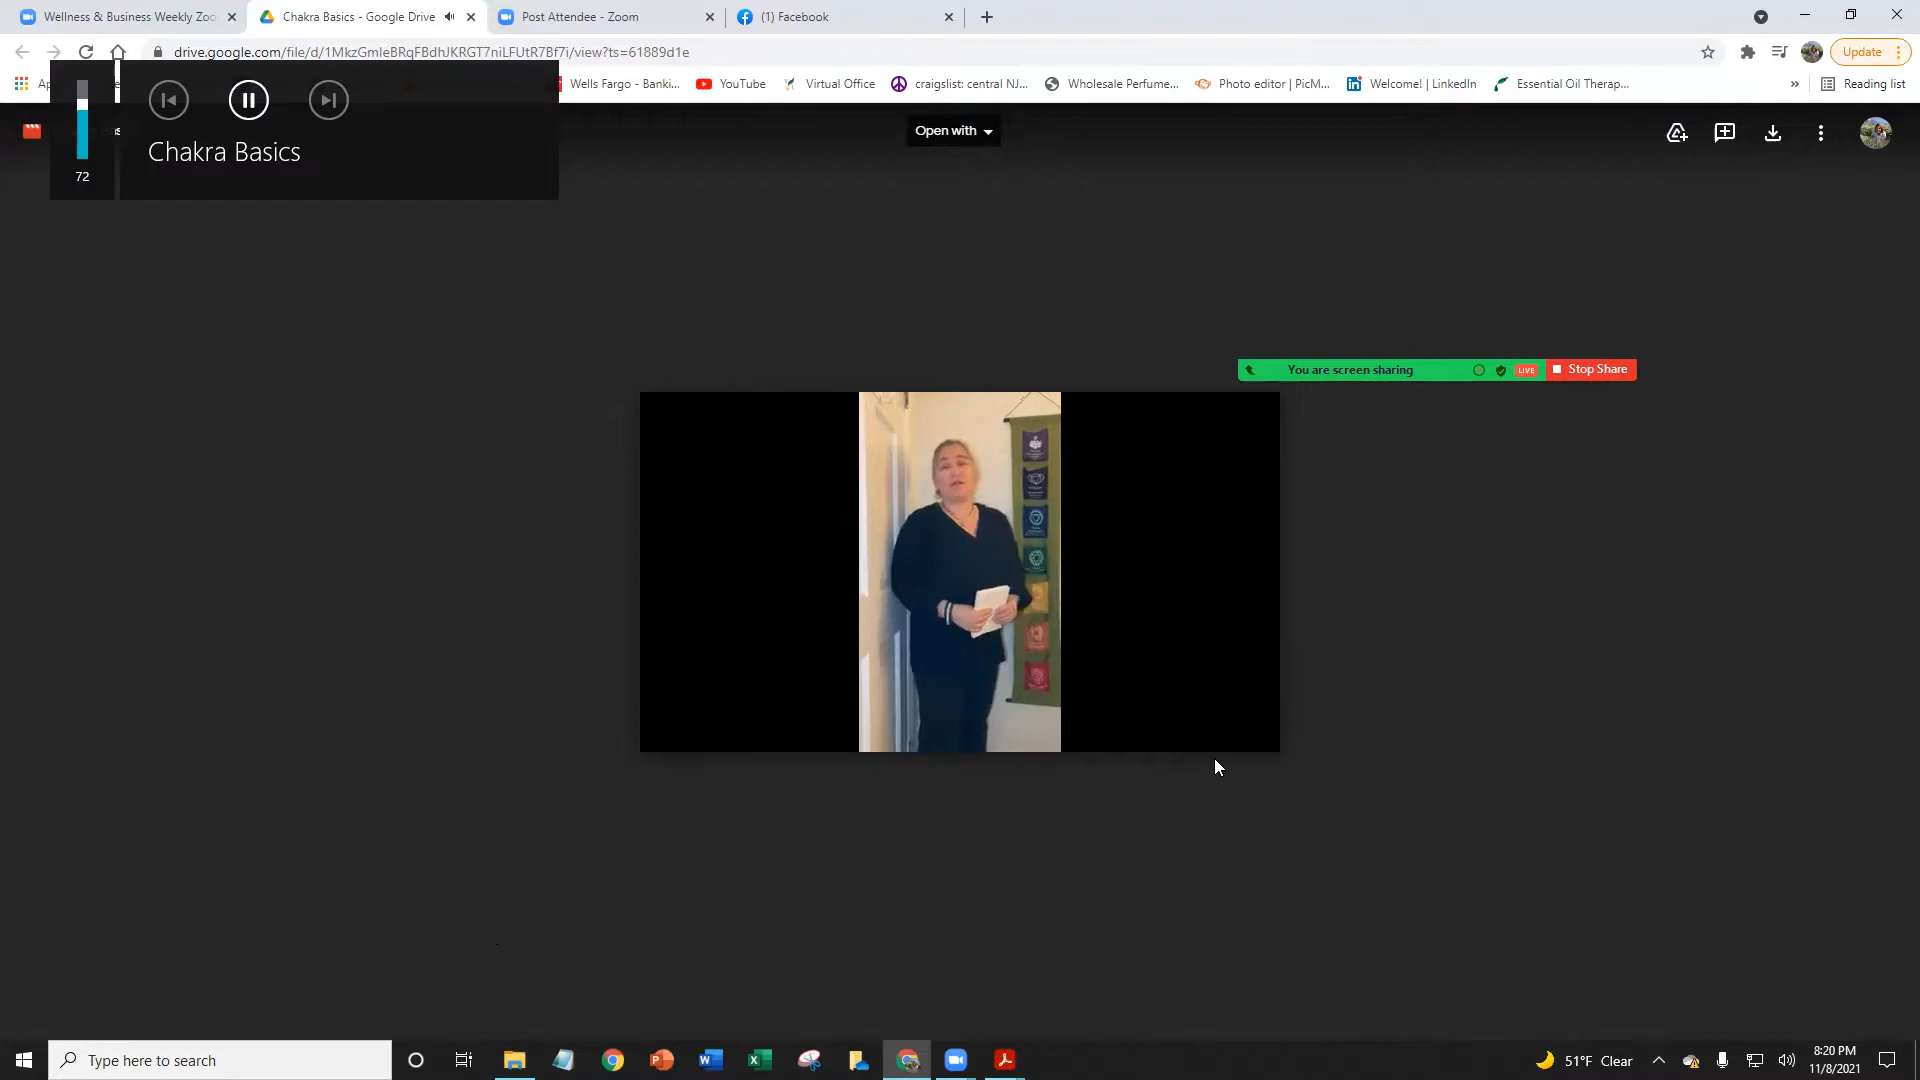 Wellness & Business Weekly Zoo
Chakra Basics - Google Drive
Post Attendee - Zoom
(1) Facebook
drive.google.com/file/d/1MkzGmIeBRqFBdhJKRGT7niLFUtR7Bf7i/view?ts=61889d1e
Update
Wells Fargo - Banki...
YouTube
Virtual Office
craigslist: central NJ...
Wholesale Perfume...
Photo editor | PicM...
Welcome! | LinkedIn
Essential Oil Therap...
»
Reading list
Open with
Chakra Basics
72
You are screen sharing
LIVE
Stop Share
Type here to search
51°F Clear
8:20 PM
11/8/2021